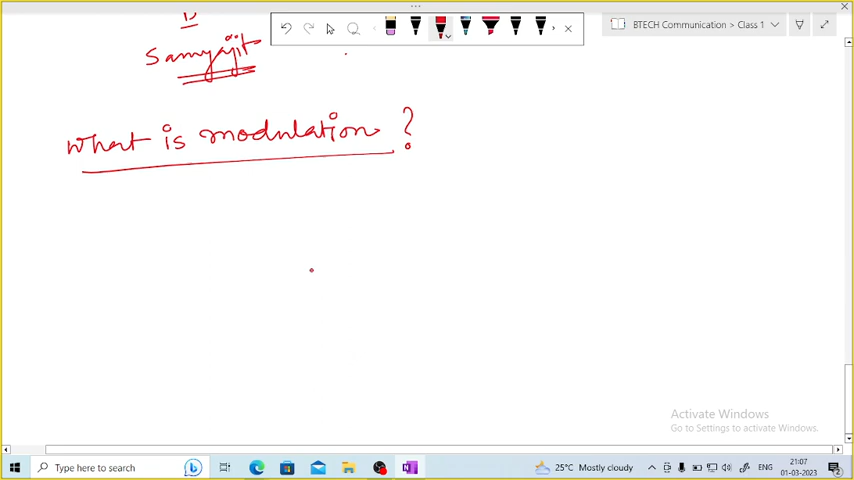 BTECH Communication > Class 1
Samyajit
What is modulation ?
Activate Windows
Go to Settings to activate Windows.
Type here to search
25°C Mostly cloudy
ENG
21:07
01-03-2023
2